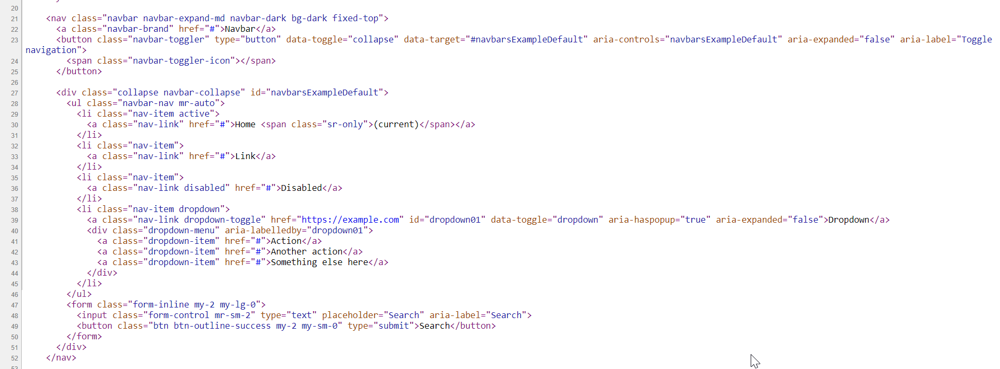 20
21 <nav class="navbar navbar-expand-md navbar-dark bg-dark fixed-top">
22 <a class="navbar-brand" href="#">Navbar</a>
23 <button class="navbar-toggler" type="button" data-toggle="collapse" data-target="#navbarsExampleDefault" aria-controls="navbarsExampleDefault" aria-expanded="false" aria-label="Toggle
navigation">
24 <span class="navbar-toggler-icon"></span>
25 </button>
26
27 <div class="collapse navbar-collapse" id="navbarsExampleDefault">
28 <ul class="navbar-nav mr-auto">
29 <li class="nav-item active">
30 <a class="nav-link" href="#">Home <span class="sr-only">(current)</span></a>
31 </li>
32 <li class="nav-item">
33 <a class="nav-link" href="#">Link</a>
34 </li>
35 <li class="nav-item">
36 <a class="nav-link disabled" href="#">Disabled</a>
37 </li>
38 <li class="nav-item dropdown">
39 <a class="nav-link dropdown-toggle" href="https://example.com" id="dropdown01" data-toggle="dropdown" aria-haspopup="true" aria-expanded="false">Dropdown</a>
40 <div class="dropdown-menu" aria-labelledby="dropdown01">
41 <a class="dropdown-item" href="#">Action</a>
42 <a class="dropdown-item" href="#">Another action</a>
43 <a class="dropdown-item" href="#">Something else here</a>
44 </div>
45 </li>
46 </ul>
47 <form class="form-inline my-2 my-lg-0">
48 <input class="form-control mr-sm-2" type="text" placeholder="Search" aria-label="Search">
49 <button class="btn btn-outline-success my-2 my-sm-0" type="submit">Search</button>
50 </form>
51 </div>
52 </nav>